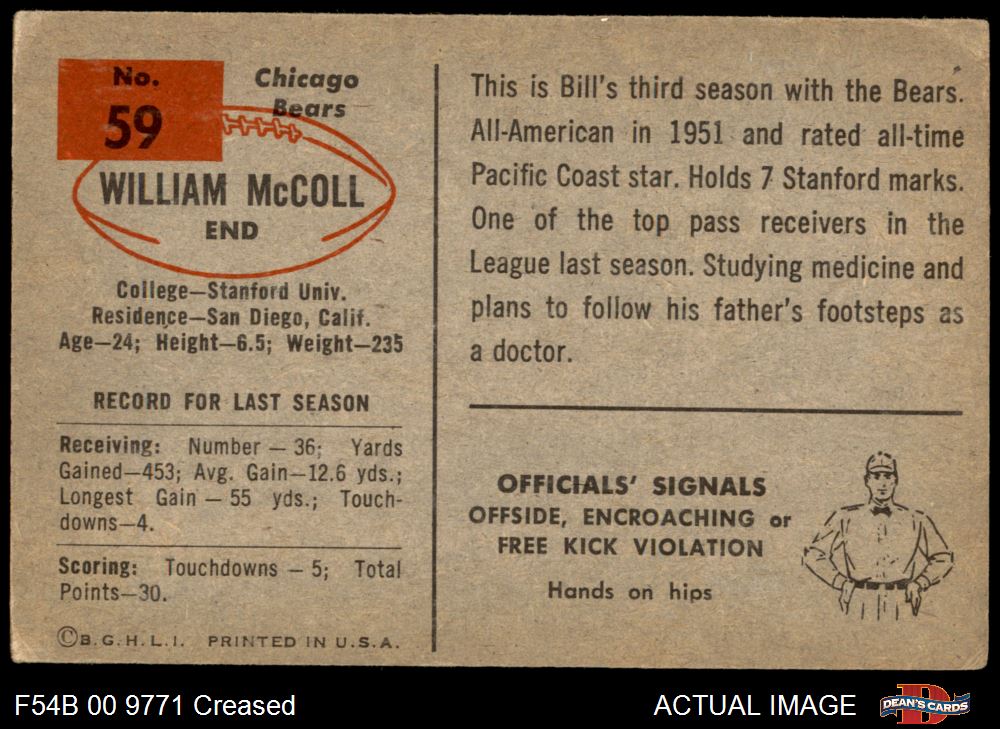 No.
59
Chicago
Bears
WILLIAM McCOLL
END
College—Stanford Univ.
Residence—San Diego, Calif.
Age—24; Height—6.5; Weight—235
RECORD FOR LAST SEASON
Receiving: Number — 36; Yards
Gained—453; Avg. Gain—12.6 yds.;
Longest Gain — 55 yds.; Touch-
downs—4.
Scoring: Touchdowns — 5; Total
Points—30.
©B.G.H.L.I. PRINTED IN U.S.A.
This is Bill's third season with the Bears.
All-American in 1951 and rated all-time
Pacific Coast star. Holds 7 Stanford marks.
One of the top pass receivers in the
League last season. Studying medicine and
plans to follow his father's footsteps as
a doctor.
OFFICIALS' SIGNALS
OFFSIDE, ENCROACHING or
FREE KICK VIOLATION
Hands on hips
F54B 00 9771 Creased
ACTUAL IMAGE
DEAN'S CARDS